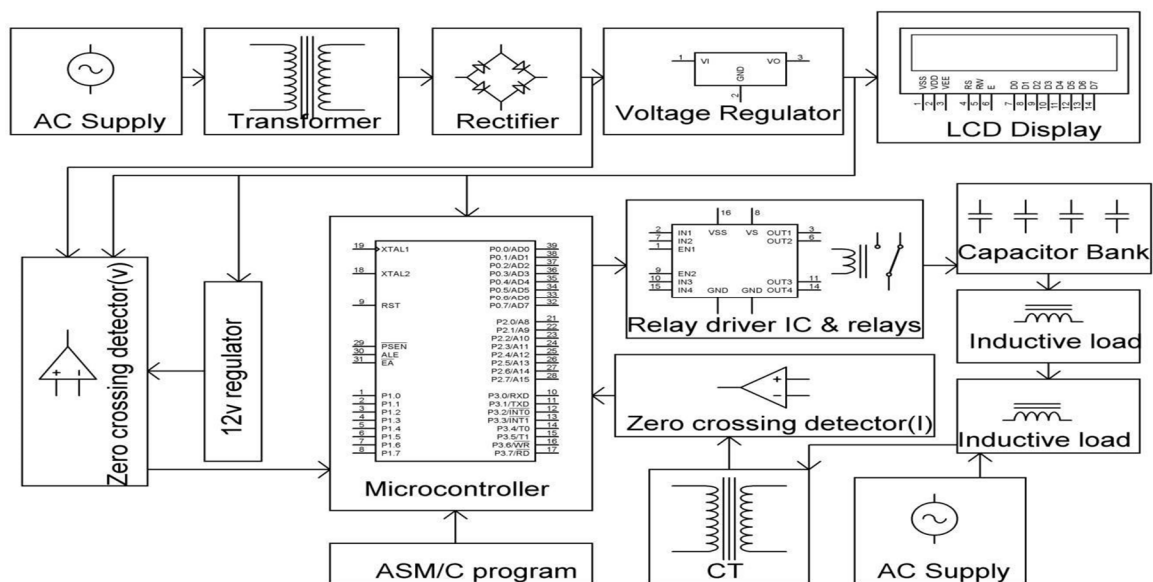 AC Supply
Transformer
Rectifier
1 VI VO 3
GND
2
Voltage Regulator
VSS VDD VEE RS RW E D0 D1 D2 D3 D4 D5 D6 D7
1 2 3 4 5 6 7 8 9 10 11 12 13 14
LCD Display
Zero crossing detector(v)
+ -
12v regulator
19 XTAL1
18 XTAL2
9 RST
29 PSEN
30 ALE
31 EA
1 P1.0
2 P1.1
3 P1.2
4 P1.3
5 P1.4
6 P1.5
7 P1.6
8 P1.7
P0.0/AD0 39
P0.1/AD1 38
P0.2/AD2 37
P0.3/AD3 36
P0.4/AD4 35
P0.5/AD5 34
P0.6/AD6 33
P0.7/AD7 32
P2.0/A8 21
P2.1/A9 22
P2.2/A10 23
P2.3/A11 24
P2.4/A12 25
P2.5/A13 26
P2.6/A14 27
P2.7/A15 28
P3.0/RXD 10
P3.1/TXD 11
P3.2/INT0 12
P3.3/INT1 13
P3.4/T0 14
P3.5/T1 15
P3.6/WR 16
P3.7/RD 17
Microcontroller
ASM/C program
16 8
VSS VS
2 IN1 OUT1 3
7 IN2 OUT2 6
1 EN1
9 EN2
10 IN3 OUT3 11
15 IN4 OUT4 14
GND GND
Relay driver IC & relays
Capacitor Bank
Inductive load
Inductive load
+
-
Zero crossing detector(I)
CT
AC Supply